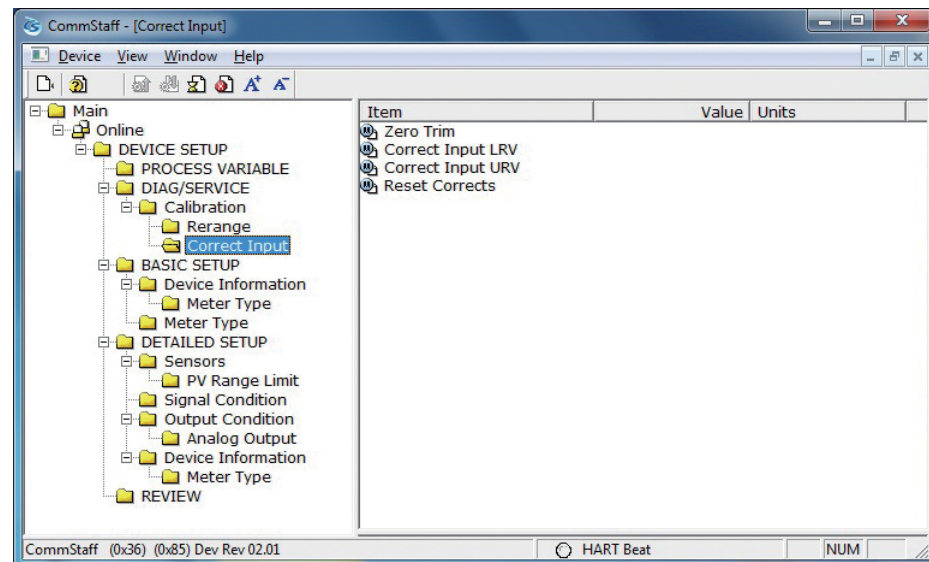 CommStaff - [Correct Input]
Device View Window Help
Main
Online
DEVICE SETUP
PROCESS VARIABLE
DIAG/SERVICE
Calibration
Rerange
Correct Input
BASIC SETUP
Device Information
Meter Type
Meter Type
DETAILED SETUP
Sensors
PV Range Limit
Signal Condition
Output Condition
Analog Output
Device Information
Meter Type
REVIEW
Item Value Units
Zero Trim
Correct Input LRV
Correct Input URV
Reset Corrects
CommStaff (0x36) (0x85) Dev Rev 02.01 HART Beat NUM